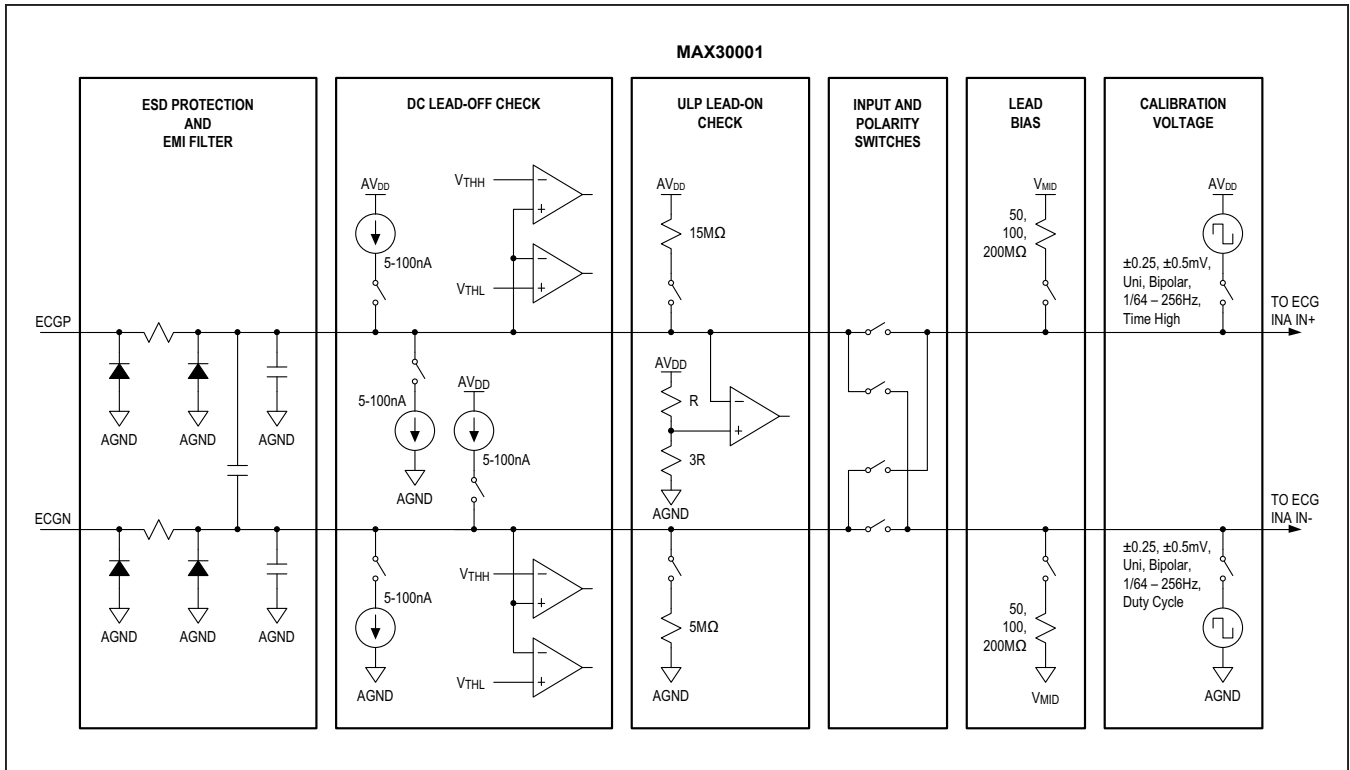 MAX30001
ESD PROTECTION
AND
EMI FILTER
ECGP
AGND
AGND
AGND
ECGN
AGND
AGND
AGND
DC LEAD-OFF CHECK
AVDD
5-100nA
VTHH
−
+
−
VTHL
+
5-100nA
AGND
AVDD
5-100nA
5-100nA
AGND
VTHH
−
+
−
VTHL
+
ULP LEAD-ON
CHECK
AVDD
15MΩ
AVDD
R
3R
AGND
−
+
5MΩ
AGND
INPUT AND
POLARITY
SWITCHES
LEAD
BIAS
VMID
50,
100,
200MΩ
50,
100,
200MΩ
VMID
CALIBRATION
VOLTAGE
AVDD
±0.25, ±0.5mV,
Uni, Bipolar,
1/64 – 256Hz,
Time High
TO ECG
INA IN+
±0.25, ±0.5mV,
Uni, Bipolar,
1/64 – 256Hz,
Duty Cycle
AGND
TO ECG
INA IN-